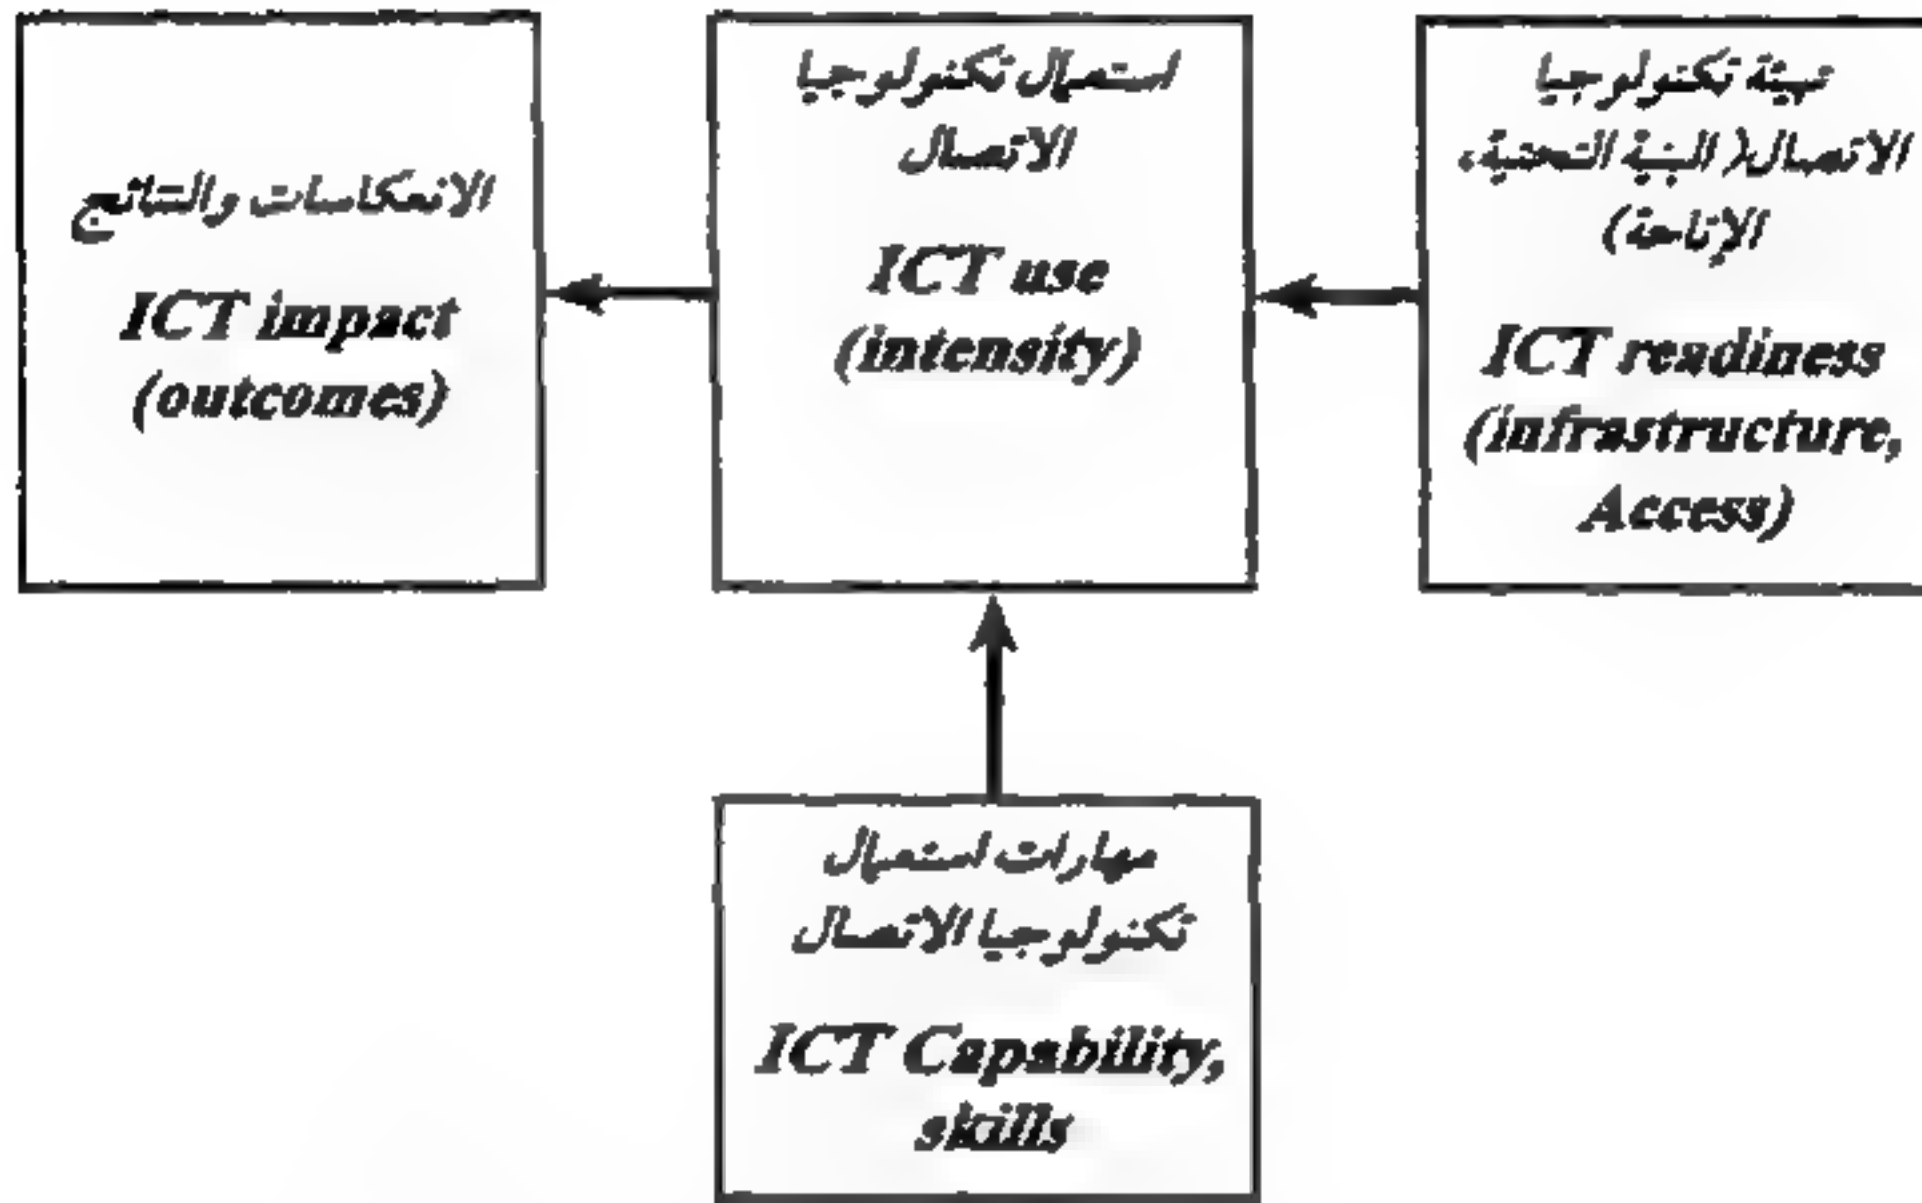 تهيئة تكنولوجيا
الاتصال( البنية التحتية،
الإتاحة)
ICT readiness
(infrastructure,
Access)
استعمال تكنولوجيا
الاتصال
ICT use
(intensity)
الانعكاسات والنتائج
ICT impact
(outcomes)
مهارات استعمال
تكنولوجيا الاتصال
ICT Capability,
skills